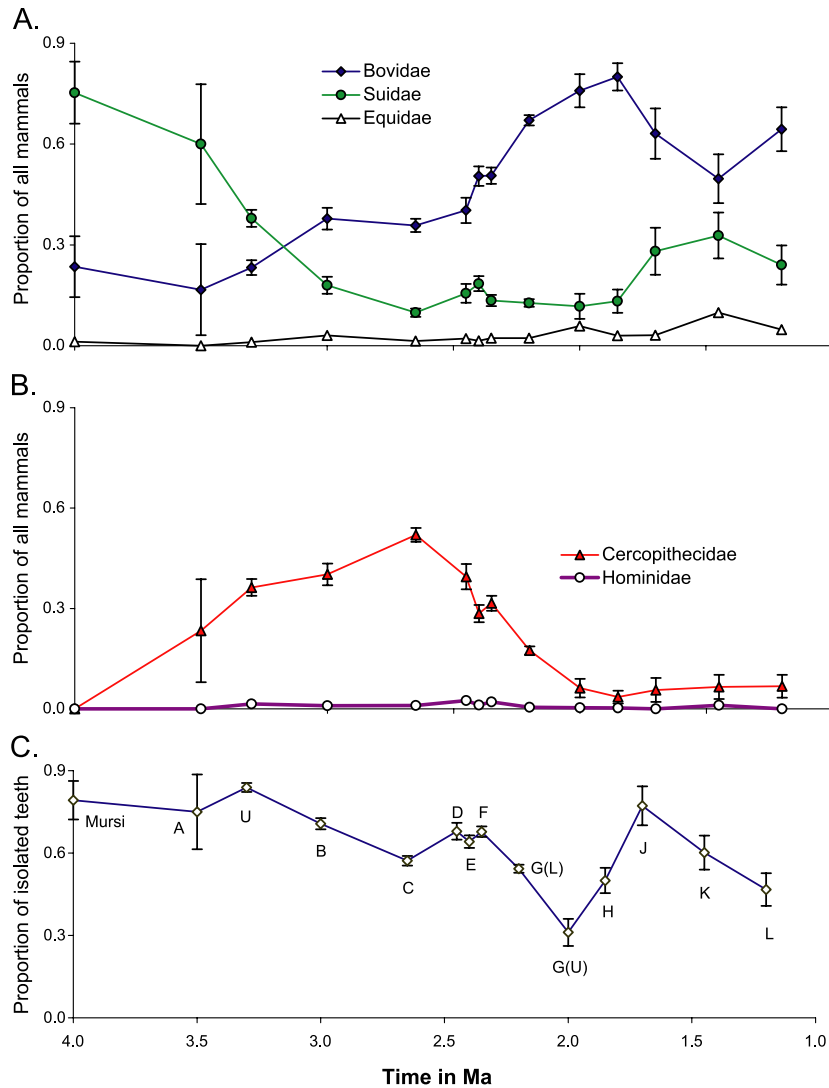 A.
Proportion of all mammals
0.9
0.6
0.3
0.0
Bovidae
Suidae
Equidae
B.
Proportion of all mammals
0.9
0.6
0.3
0.0
Cercopithecidae
Hominidae
C.
Proportion of isolated teeth
0.9
0.6
0.3
0.0
Mursi
A
U
B
C
D
E
F
G(L)
G(U)
H
J
K
L
4.0 3.5 3.0 2.5 2.0 1.5 1.0
Time in Ma